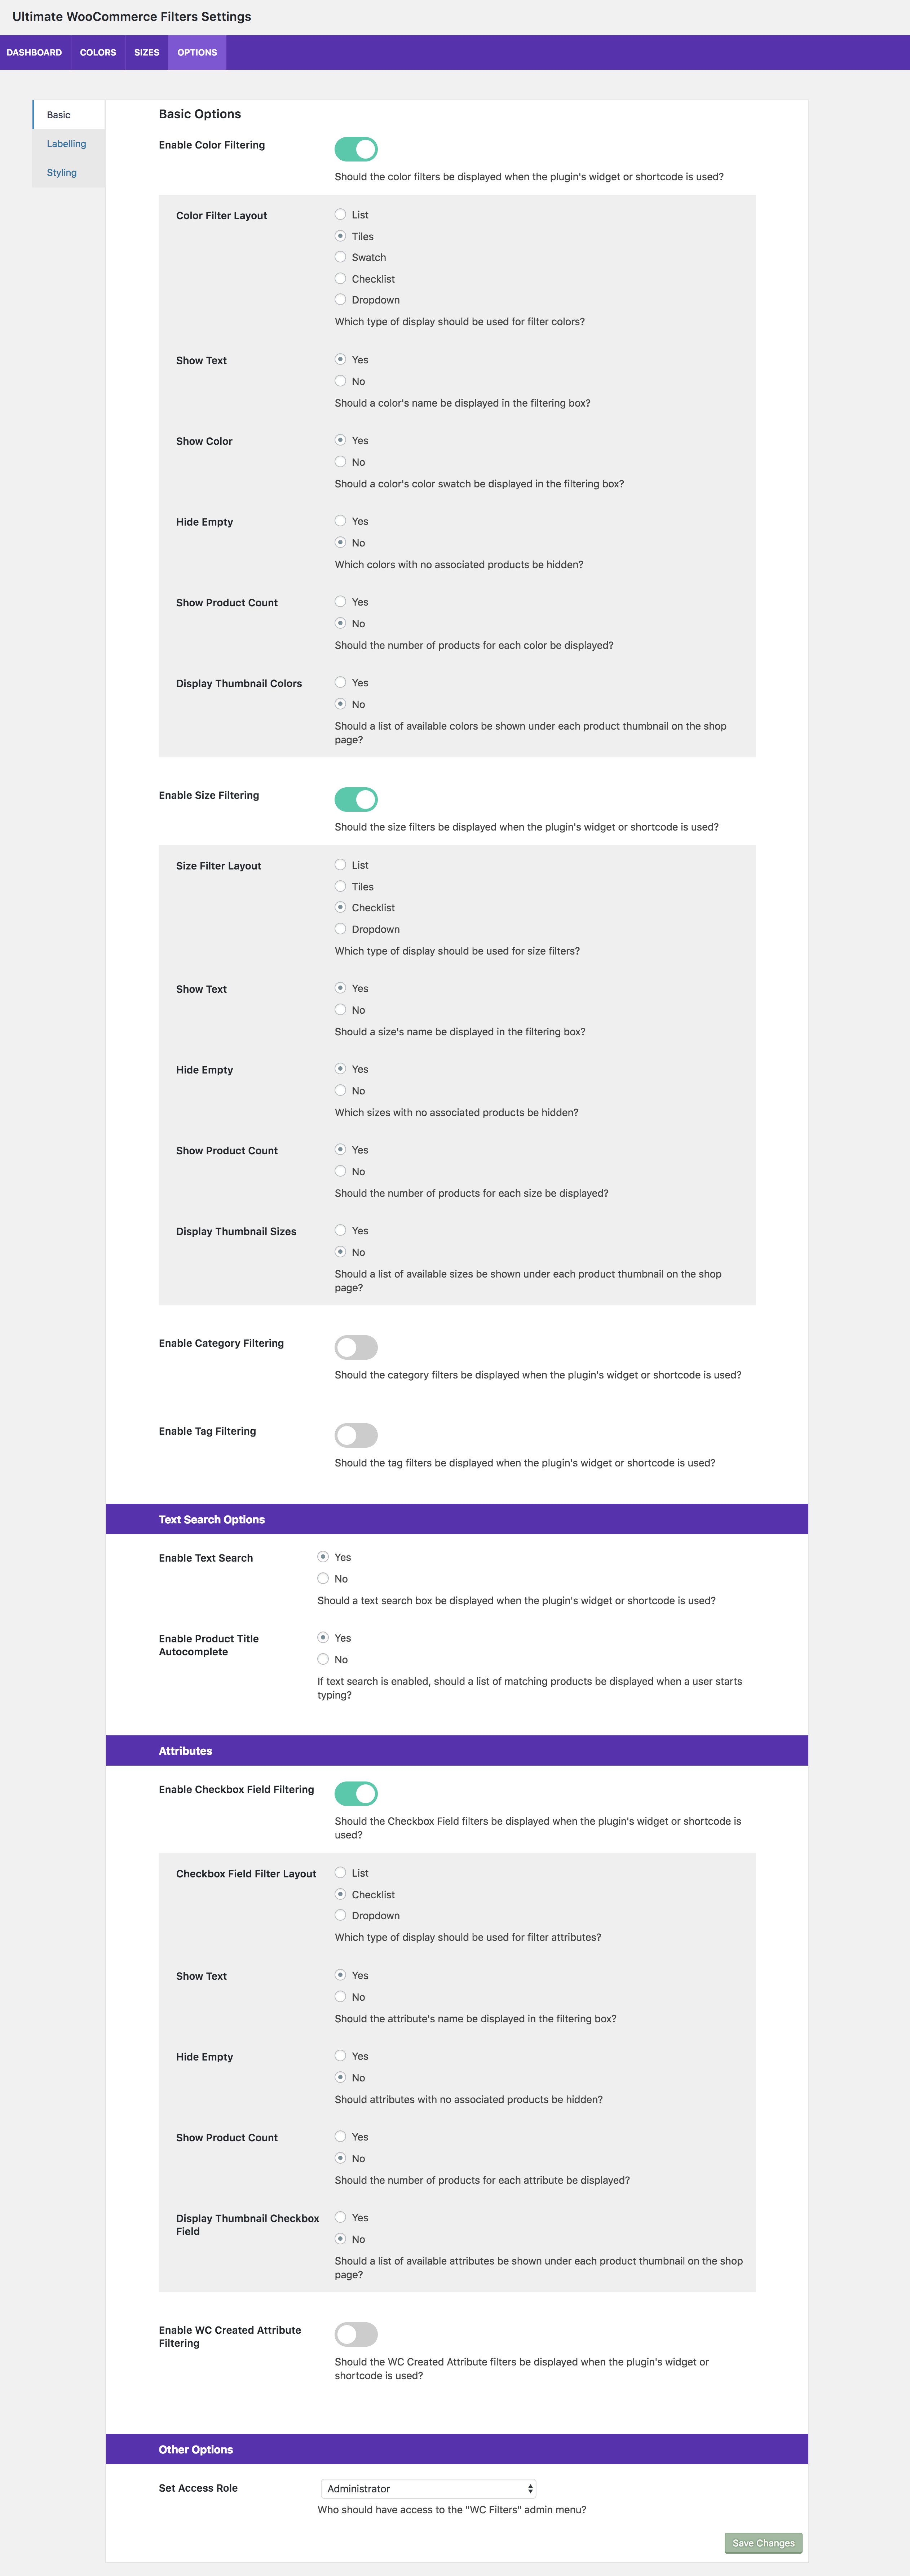 Ultimate WooCommerce Filters Settings
DASHBOARD COLORS SIZES OPTIONS
Basic
Labelling
Styling
Basic Options
Enable Color Filtering
Should the color filters be displayed when the plugin's widget or shortcode is used?
Color Filter Layout
List
Tiles
Swatch
Checklist
Dropdown
Which type of display should be used for filter colors?
Show Text
Yes
No
Should a color's name be displayed in the filtering box?
Show Color
Yes
No
Should a color's color swatch be displayed in the filtering box?
Hide Empty
Yes
No
Which colors with no associated products be hidden?
Show Product Count
Yes
No
Should the number of products for each color be displayed?
Display Thumbnail Colors
Yes
No
Should a list of available colors be shown under each product thumbnail on the shop
page?
Enable Size Filtering
Should the size filters be displayed when the plugin's widget or shortcode is used?
Size Filter Layout
List
Tiles
Checklist
Dropdown
Which type of display should be used for size filters?
Show Text
Yes
No
Should a size's name be displayed in the filtering box?
Hide Empty
Yes
No
Which sizes with no associated products be hidden?
Show Product Count
Yes
No
Should the number of products for each size be displayed?
Display Thumbnail Sizes
Yes
No
Should a list of available sizes be shown under each product thumbnail on the shop
page?
Enable Category Filtering
Should the category filters be displayed when the plugin's widget or shortcode is used?
Enable Tag Filtering
Should the tag filters be displayed when the plugin's widget or shortcode is used?
Text Search Options
Enable Text Search
Yes
No
Should a text search box be displayed when the plugin's widget or shortcode is used?
Enable Product Title
Autocomplete
Yes
No
If text search is enabled, should a list of matching products be displayed when a user starts
typing?
Attributes
Enable Checkbox Field Filtering
Should the Checkbox Field filters be displayed when the plugin's widget or shortcode is
used?
Checkbox Field Filter Layout
List
Checklist
Dropdown
Which type of display should be used for filter attributes?
Show Text
Yes
No
Should the attribute's name be displayed in the filtering box?
Hide Empty
Yes
No
Should attributes with no associated products be hidden?
Show Product Count
Yes
No
Should the number of products for each attribute be displayed?
Display Thumbnail Checkbox
Field
Yes
No
Should a list of available attributes be shown under each product thumbnail on the shop
page?
Enable WC Created Attribute
Filtering
Should the WC Created Attribute filters be displayed when the plugin's widget or
shortcode is used?
Other Options
Set Access Role
Administrator
Who should have access to the "WC Filters" admin menu?
Save Changes